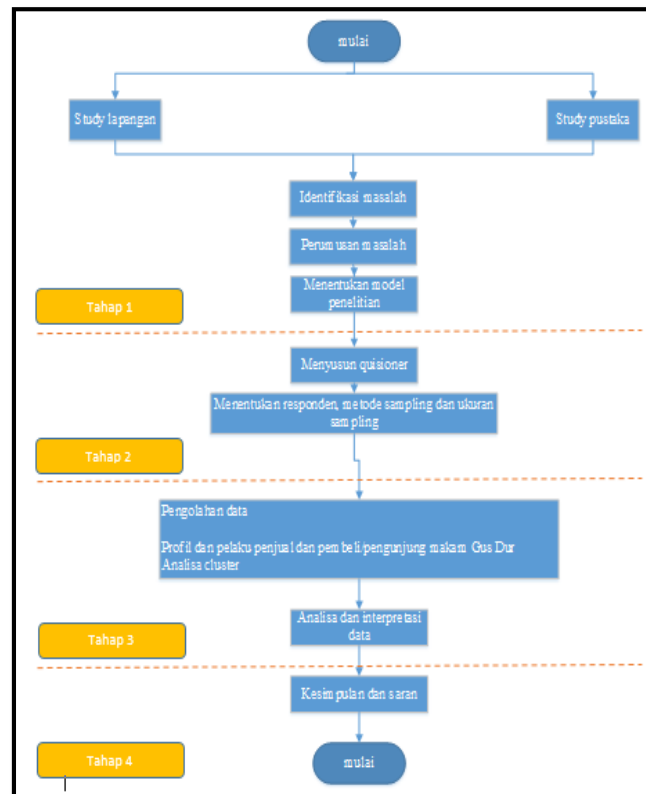 mulai
Study lapangan
Study pustaka
Identifikasi masalah
Perumusan masalah
Menentukan model
penelitian
Tahap 1
Menyusun quisioner
Menentukan responden, metode sampling dan ukuran
sampling
Tahap 2
Pengolahan data
Profil dan pelaku penjual dan pembeli/pengunjung makam Gus Dur
Analisa cluster
Analisa dan interpretasi
data
Tahap 3
Kesimpulan dan saran
Tahap 4
mulai